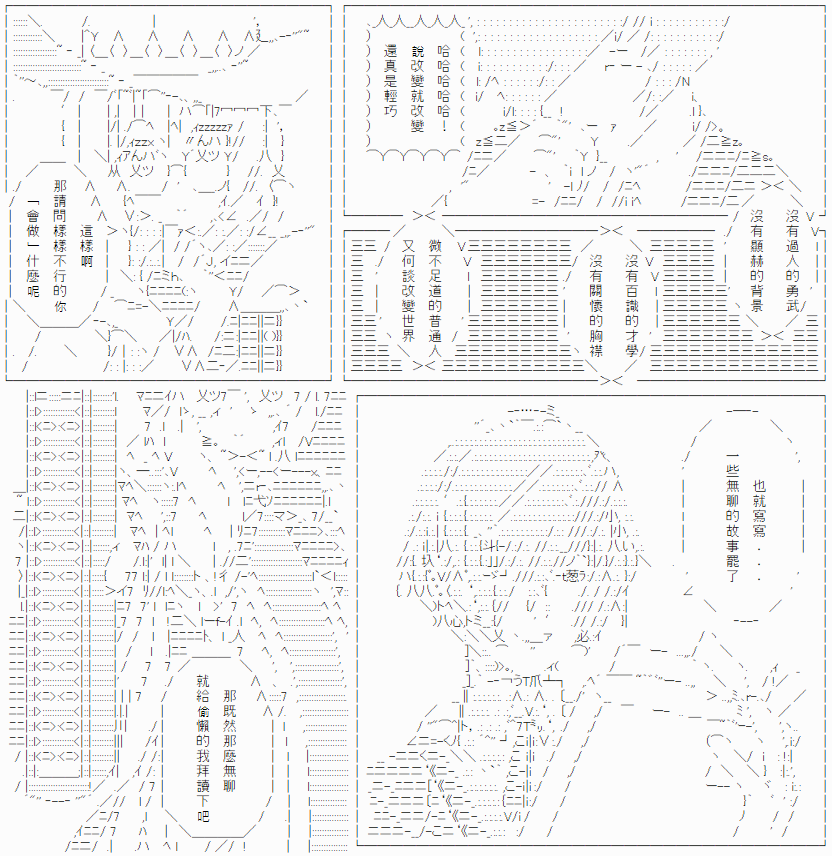 哈哈哈哈哈！
說改變就改變！
還真是輕巧
沒有過人的勇武
沒有顯赫的背景
沒有百識的才學
沒有關懷的胸襟
微不足道的普通人
又何談改變世界
這樣啊
那請問樣樣不行的你
「會做」什麼呢
也就寫寫．．．
一些無聊的故事罷了
那既然那麼無聊
就給偷懶的我拜讀下吧